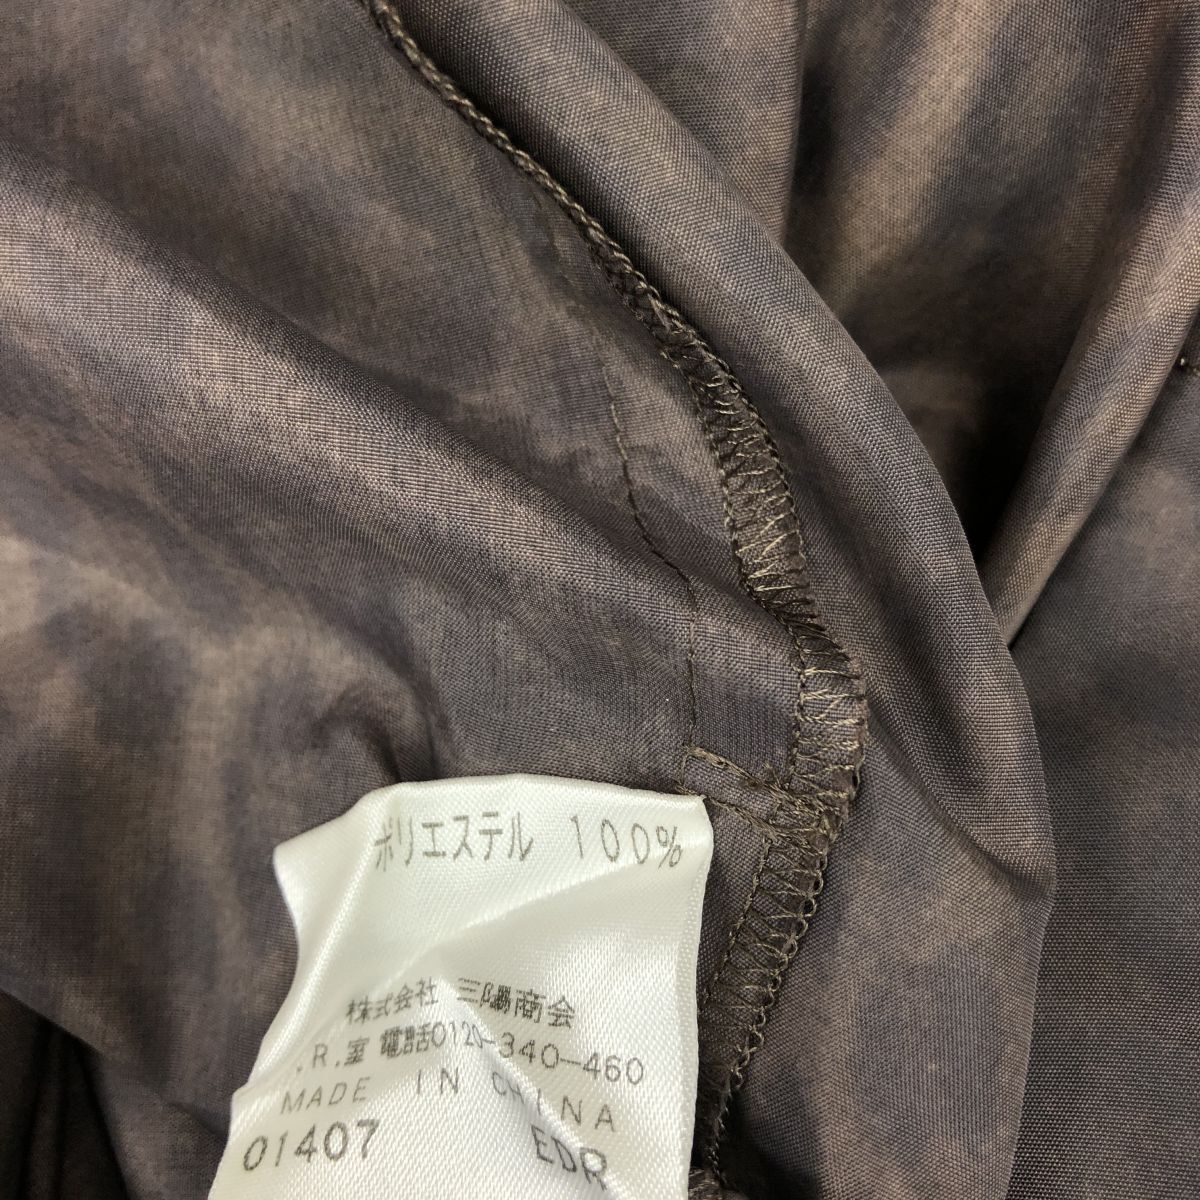 ポリエステル 100%
株式会社 三陽商会
.R.室 電話0120-340-460
MADE IN CHINA
01407 EDR